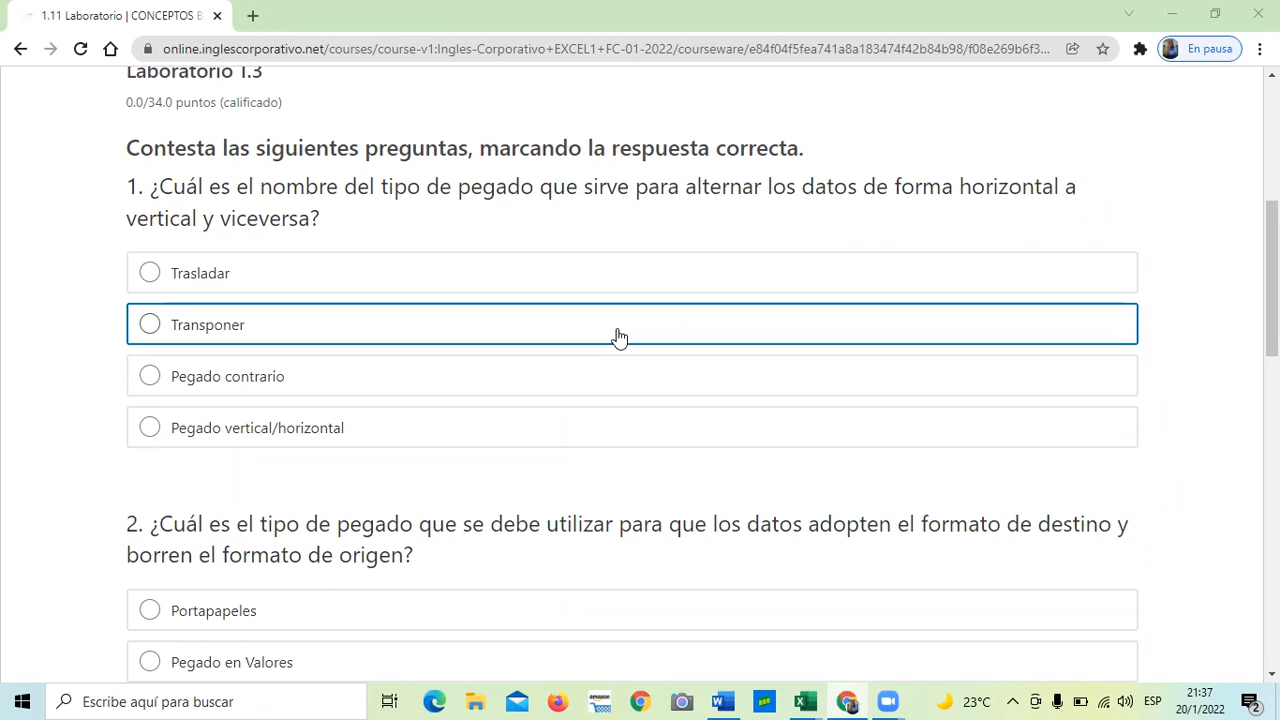 1.11 Laboratorio | CONCEPTOS B
online.inglescorporativo.net/courses/course-v1:Ingles-Corporativo+EXCEL1+FC-01-2022/courseware/e84f04f5fea741a8a183474f42b84b98/f08e269b6f3...
En pausa
Laboratorio 1.3
0.0/34.0 puntos (calificado)
Contesta las siguientes preguntas, marcando la respuesta correcta.
1. ¿Cuál es el nombre del tipo de pegado que sirve para alternar los datos de forma horizontal a
vertical y viceversa?
Trasladar
Transponer
Pegado contrario
Pegado vertical/horizontal
2. ¿Cuál es el tipo de pegado que se debe utilizar para que los datos adopten el formato de destino y
borren el formato de origen?
Portapapeles
Pegado en Valores
Escribe aquí para buscar
amazon
23°C
ESP
21:37
20/1/2022
2